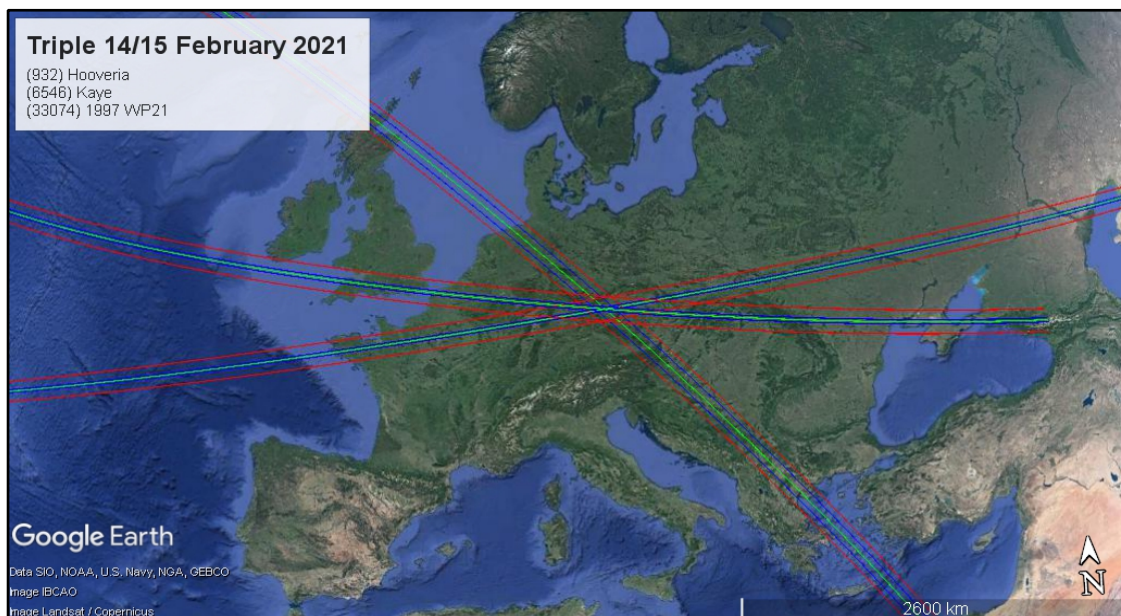 Triple 14/15 February 2021
(932) Hooveria
(6546) Kaye
(33074) 1997 WP21
Google Earth
Data SIO, NOAA, U.S. Navy, NGA, GEBCO
Image IBCAO
Image Landsat / Copernicus
N
2600 km